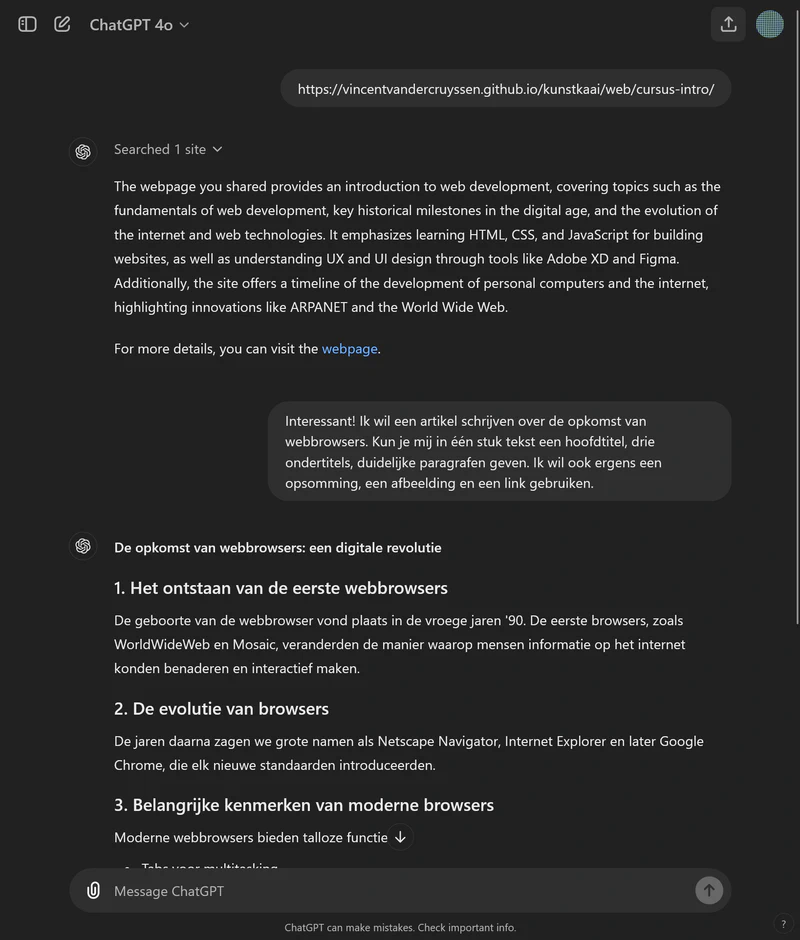 ChatGPT 4o
https://vincentvandercruyssen.github.io/kunstkaai/web/cursus-intro/
Searched 1 site
The webpage you shared provides an introduction to web development, covering topics such as the
fundamentals of web development, key historical milestones in the digital age, and the evolution of
the internet and web technologies. It emphasizes learning HTML, CSS, and JavaScript for building
websites, as well as understanding UX and UI design through tools like Adobe XD and Figma.
Additionally, the site offers a timeline of the development of personal computers and the internet,
highlighting innovations like ARPANET and the World Wide Web.
For more details, you can visit the webpage.
Interessant! Ik wil een artikel schrijven over de opkomst van
webbrowsers. Kun je mij in één stuk tekst een hoofdtitel, drie
ondertitels, duidelijke paragrafen geven. Ik wil ook ergens een
opsomming, een afbeelding en een link gebruiken.
De opkomst van webbrowsers: een digitale revolutie
1. Het ontstaan van de eerste webbrowsers
De geboorte van de webbrowser vond plaats in de vroege jaren '90. De eerste browsers, zoals
WorldWideWeb en Mosaic, veranderden de manier waarop mensen informatie op het internet
konden benaderen en interactief maken.
2. De evolutie van browsers
De jaren daarna zagen we grote namen als Netscape Navigator, Internet Explorer en later Google
Chrome, die elk nieuwe standaarden introduceerden.
3. Belangrijke kenmerken van moderne browsers
Moderne webbrowsers bieden talloze functie
Tabs voor multitasking
Message ChatGPT
ChatGPT can make mistakes. Check important info.
?